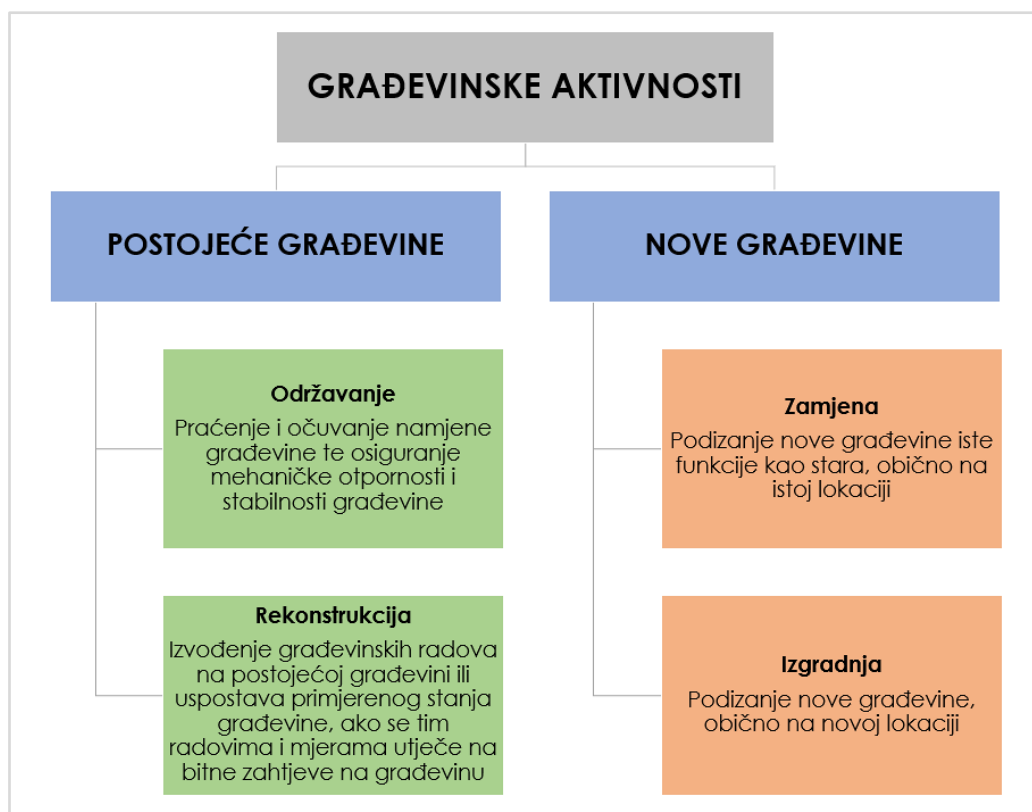 GRAĐEVINSKE AKTIVNOSTI
POSTOJEĆE GRAĐEVINE
Održavanje
Praćenje i očuvanje namjene
građevine te osiguranje
mehaničke otpornosti i
stabilnosti građevine
Rekonstrukcija
Izvođenje građevinskih radova
na postojećoj građevini ili
uspostava primjerenog stanja
građevine, ako se tim
radovima i mjerama utječe na
bitne zahtjeve na građevinu
NOVE GRAĐEVINE
Zamjena
Podizanje nove građevine iste
funkcije kao stara, obično na
istoj lokaciji
Izgradnja
Podizanje nove građevine,
obično na novoj lokaciji